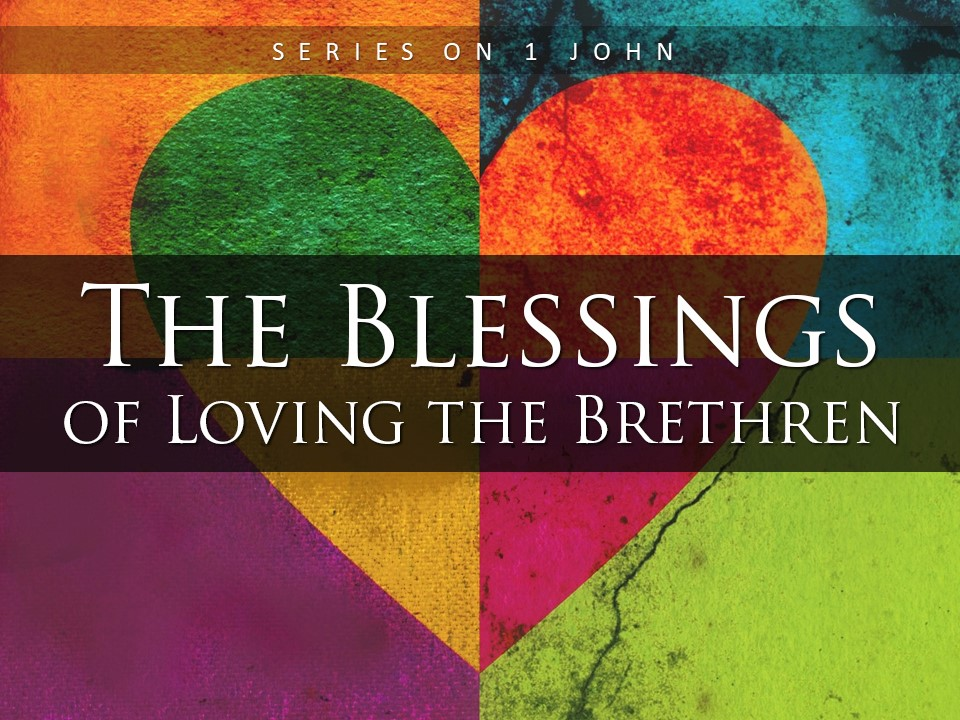 SERIES ON 1 JOHN
THE BLESSINGS
OF LOVING THE BRETHREN